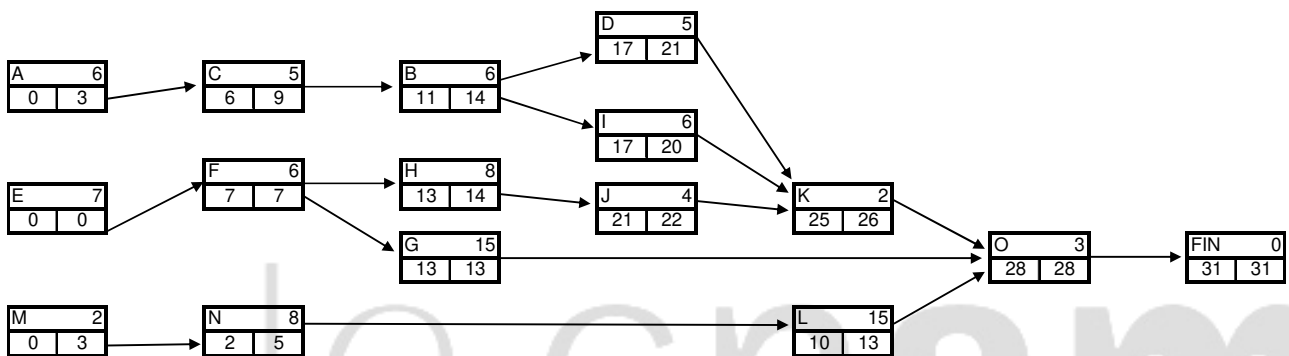 D 5
17 21
A 6
0 3
C 5
6 9
B 6
11 14
I 6
17 20
E 7
0 0
F 6
7 7
H 8
13 14
J 4
21 22
K 2
25 26
G 15
13 13
O 3
28 28
FIN 0
31 31
M 2
0 3
N 8
2 5
L 15
10 13
le cnam